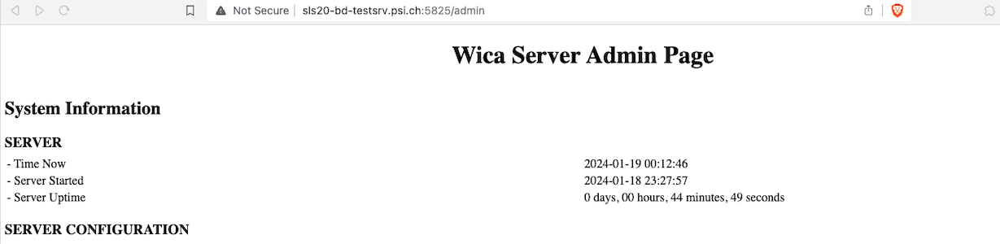 Not Secure | sls20-bd-testsrv.psi.ch:5825/admin
Wica Server Admin Page
System Information
SERVER
- Time Now 2024-01-19 00:12:46
- Server Started 2024-01-18 23:27:57
- Server Uptime 0 days, 00 hours, 44 minutes, 49 seconds
SERVER CONFIGURATION